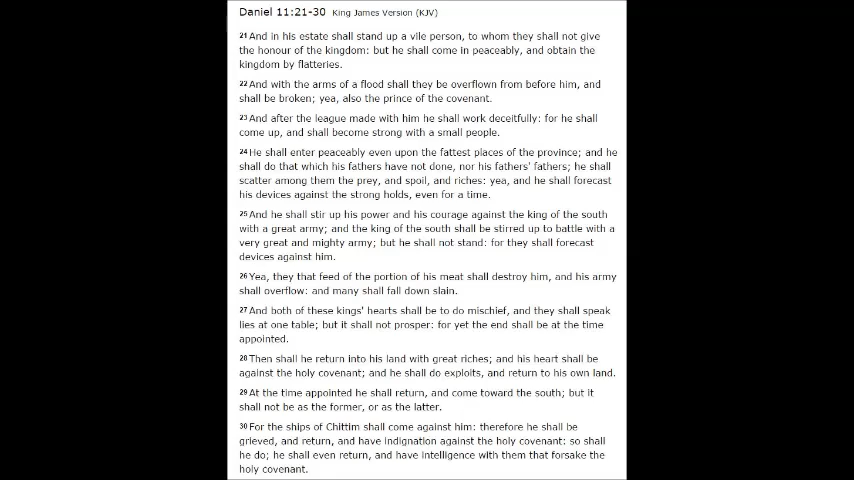 Daniel 11:21-30 King James Version (KJV)
21 And in his estate shall stand up a vile person, to whom they shall not give
the honour of the kingdom: but he shall come in peaceably, and obtain the
kingdom by flatteries.
22 And with the arms of a flood shall they be overflown from before him, and
shall be broken; yea, also the prince of the covenant.
23 And after the league made with him he shall work deceitfully: for he shall
come up, and shall become strong with a small people.
24 He shall enter peaceably even upon the fattest places of the province; and he
shall do that which his fathers have not done, nor his fathers' fathers; he shall
scatter among them the prey, and spoil, and riches: yea, and he shall forecast
his devices against the strong holds, even for a time.
25 And he shall stir up his power and his courage against the king of the south
with a great army; and the king of the south shall be stirred up to battle with a
very great and mighty army; but he shall not stand: for they shall forecast
devices against him.
26 Yea, they that feed of the portion of his meat shall destroy him, and his army
shall overflow: and many shall fall down slain.
27 And both of these kings' hearts shall be to do mischief, and they shall speak
lies at one table; but it shall not prosper: for yet the end shall be at the time
appointed.
28 Then shall he return into his land with great riches; and his heart shall be
against the holy covenant; and he shall do exploits, and return to his own land.
29 At the time appointed he shall return, and come toward the south; but it
shall not be as the former, or as the latter.
30 For the ships of Chittim shall come against him: therefore he shall be
grieved, and return, and have indignation against the holy covenant: so shall
he do; he shall even return, and have intelligence with them that forsake the
holy covenant.